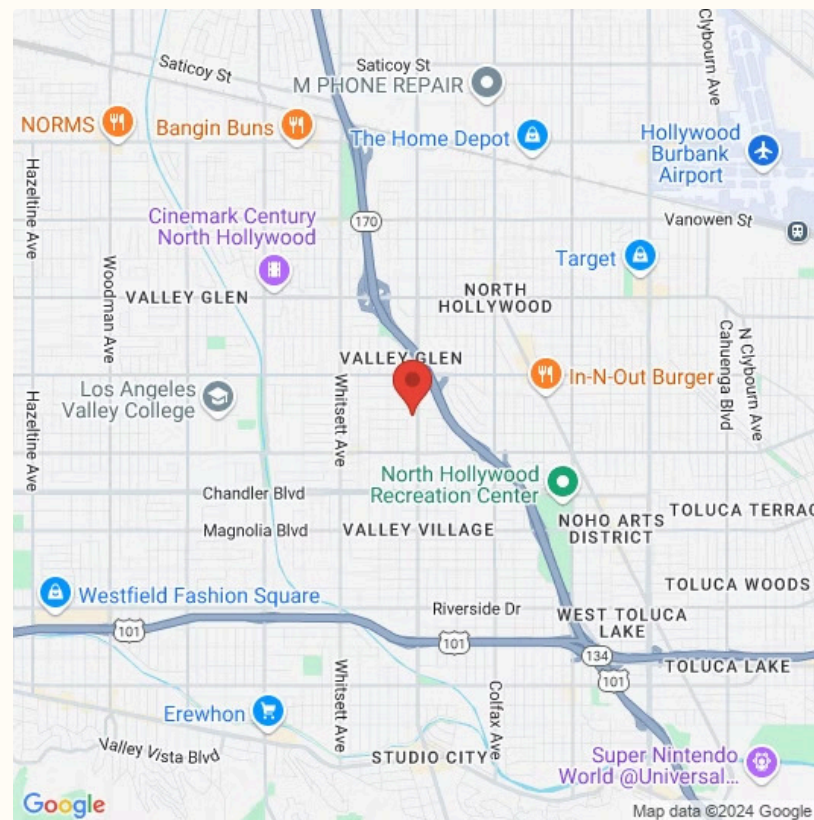 Clybourn Ave
Saticoy St
Saticoy St
M PHONE REPAIR
NORMS
Bangin Buns
The Home Depot
Hollywood
Burbank
Airport
Hazeltine Ave
170
Vanowen St
Cinemark Century
North Hollywood
Target
Woodman Ave
VALLEY GLEN
NORTH
HOLLYWOOD
N Clybourn Ave
Cahuenga Blvd
VALLEY GLEN
In-N-Out Burger
Los Angeles
Valley College
Whitsett Ave
Hazeltine Ave
North Hollywood
Recreation Center
Chandler Blvd
Magnolia Blvd
VALLEY VILLAGE
NOHO ARTS
DISTRICT
TOLUCA TERRAC
Westfield Fashion Square
TOLUCA WOODS
Riverside Dr
WEST TOLUCA
LAKE
101
101
134
TOLUCA LAKE
101
Whitsett Ave
Colfax Ave
Erewhon
Valley Vista Blvd
STUDIO CITY
Super Nintendo
World @Universal...
Google
Map data ©2024 Google